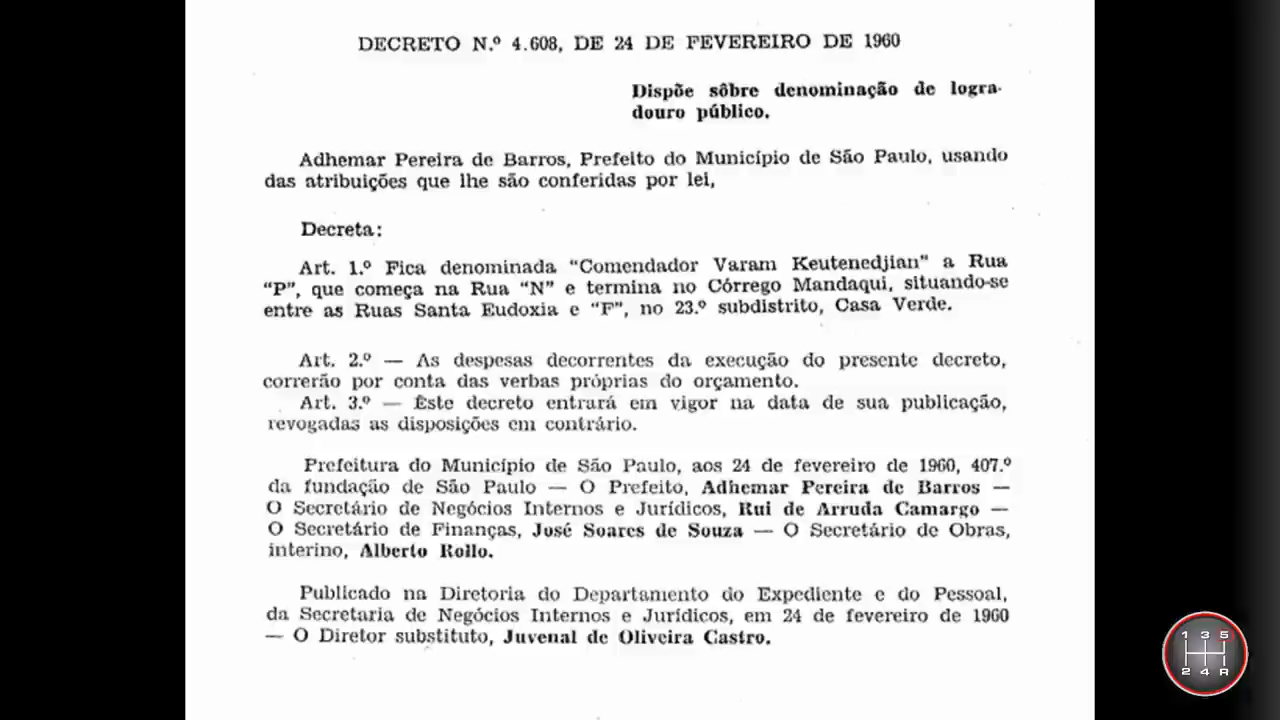 DECRETO N.º 4.608, DE 24 DE FEVEREIRO DE 1960
Dispõe sôbre denominação de logra-
douro público.
Adhemar Pereira de Barros, Prefeito do Município de São Paulo, usando
das atribuições que lhe são conferidas por lei,
Decreta:
Art. 1.º Fica denominada "Comendador Varam Keutenedjian" a Rua
"P", que começa na Rua "N" e termina no Córrego Mandaqui, situando-se
entre as Ruas Santa Eudoxia e "F", no 23.º subdistrito, Casa Verde.
Art. 2.º — As despesas decorrentes da execução do presente decreto,
correrão por conta das verbas próprias do orçamento.
Art. 3.º — Êste decreto entrará em vigor na data de sua publicação,
revogadas as disposições em contrário.
Prefeitura do Município de São Paulo, aos 24 de fevereiro de 1960, 407.º
da fundação de São Paulo — O Prefeito, Adhemar Pereira de Barros —
O Secretário de Negócios Internos e Jurídicos, Rui de Arruda Camargo —
O Secretário de Finanças, José Soares de Souza — O Secretário de Obras,
interino, Alberto Rollo.
Publicado na Diretoria do Departamento do Expediente e do Pessoal,
da Secretaria de Negócios Internos e Jurídicos, em 24 de fevereiro de 1960
— O Diretor substituto, Juvenal de Oliveira Castro.
1 3 5
2 4 R